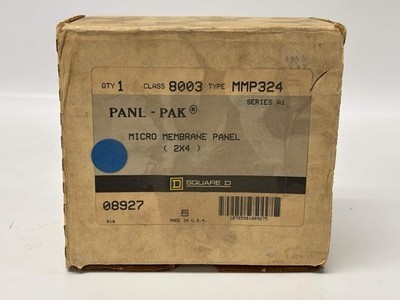 QTY 1 CLASS 8003 TYPE MMP324
SERIES A1
PANL - PAK®
MICRO MEMBRANE PANEL
( 2X4 )
D SQUARE D
08927
MADE IN U.S.A.